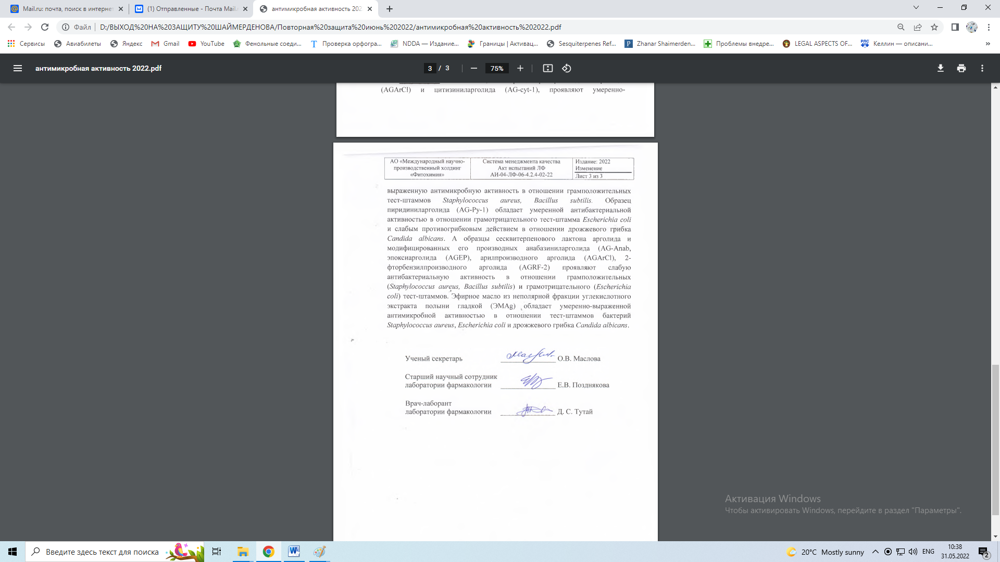 Mail.ru: почта, поиск в интернет
(1) Отправленные - Почта Mail.
антимикробная активность 202
Файл
D:/ВЫХОД%20НА%20ЗАЩИТУ%20ШАЙМЕРДЕНОВА/Повторная%20защита%20июнь%202022/антимикробная%20активность%202022.pdf
Сервисы
Авиабилеты
Яндекс
Gmail
YouTube
Фенольные соеди...
Проверка орфогра...
NDDA — Издание...
Границы | Активац...
Sesquiterpenes Ref...
Zhanar Shaimerden...
Проблемы внедре...
LEGAL ASPECTS OF...
Келлин — описани...
антимикробная активность 2022.pdf
3 / 3
75%
(AGArCl) и цитизиниларголида (AG-cyt-1), проявляют умеренно-
АО «Международный научно-
производственный холдинг
«Фитохимия»
Система менеджмента качества
Акт испытаний ЛФ
АИ-04-ЛФ-06-4.2.4-02-22
Издание: 2022
Изменение
Лист 3 из 3
выраженную антимикробную активность в отношении грамположительных
тест-штаммов Staphylococcus aureus, Bacillus subtilis. Образец
пиридиниларголида (AG-Py-1) обладает умеренной антибактериальной
активностью в отношении грамотрицательного тест-штамма Escherichia coli
и слабым противогрибковым действием в отношении дрожжевого грибка
Candida albicans. А образцы сесквитерпенового лактона арголида и
модифицированных его производных анабазиниларголида (AG-Anab,
эпоксиарголида (AGEP), арилпроизводного арголида (AGArCl), 2-
фторбензилпроизводного арголида (AGRF-2) проявляют слабую
антибактериальную активность в отношении грамположительных
(Staphylococcus aureus, Bacillus subtilis) и грамотрицательного (Escherichia
coli) тест-штаммов. Эфирное масло из неполярной фракции углекислотного
экстракта полыни гладкой (ЭМAg) обладает умеренно-выраженной
антимикробной активностью в отношении тест-штаммов бактерий
Staphylococcus aureus, Escherichia coli и дрожжевого грибка Candida albicans.
Ученый секретарь О.В. Маслова
Старший научный сотрудник
лаборатории фармакологии Е.В. Позднякова
Врач-лаборант
лаборатории фармакологии Д. С. Тутай
Активация Windows
Чтобы активировать Windows, перейдите в раздел "Параметры".
Введите здесь текст для поиска
20°C Mostly sunny
ENG
10:38
31.05.2022
2